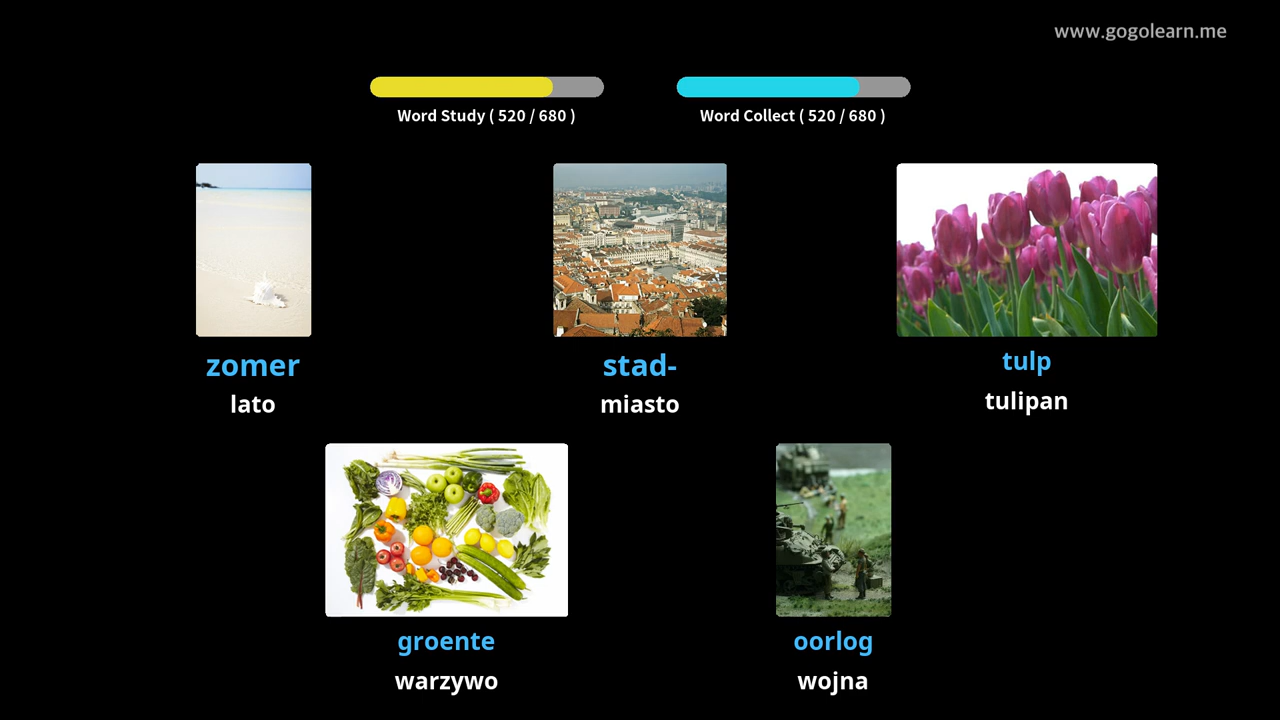 www.gogolearn.me
Word Study ( 520 / 680 )
Word Collect ( 520 / 680 )
zomer
lato
stad-
miasto
tulp
tulipan
groente
warzywo
oorlog
wojna